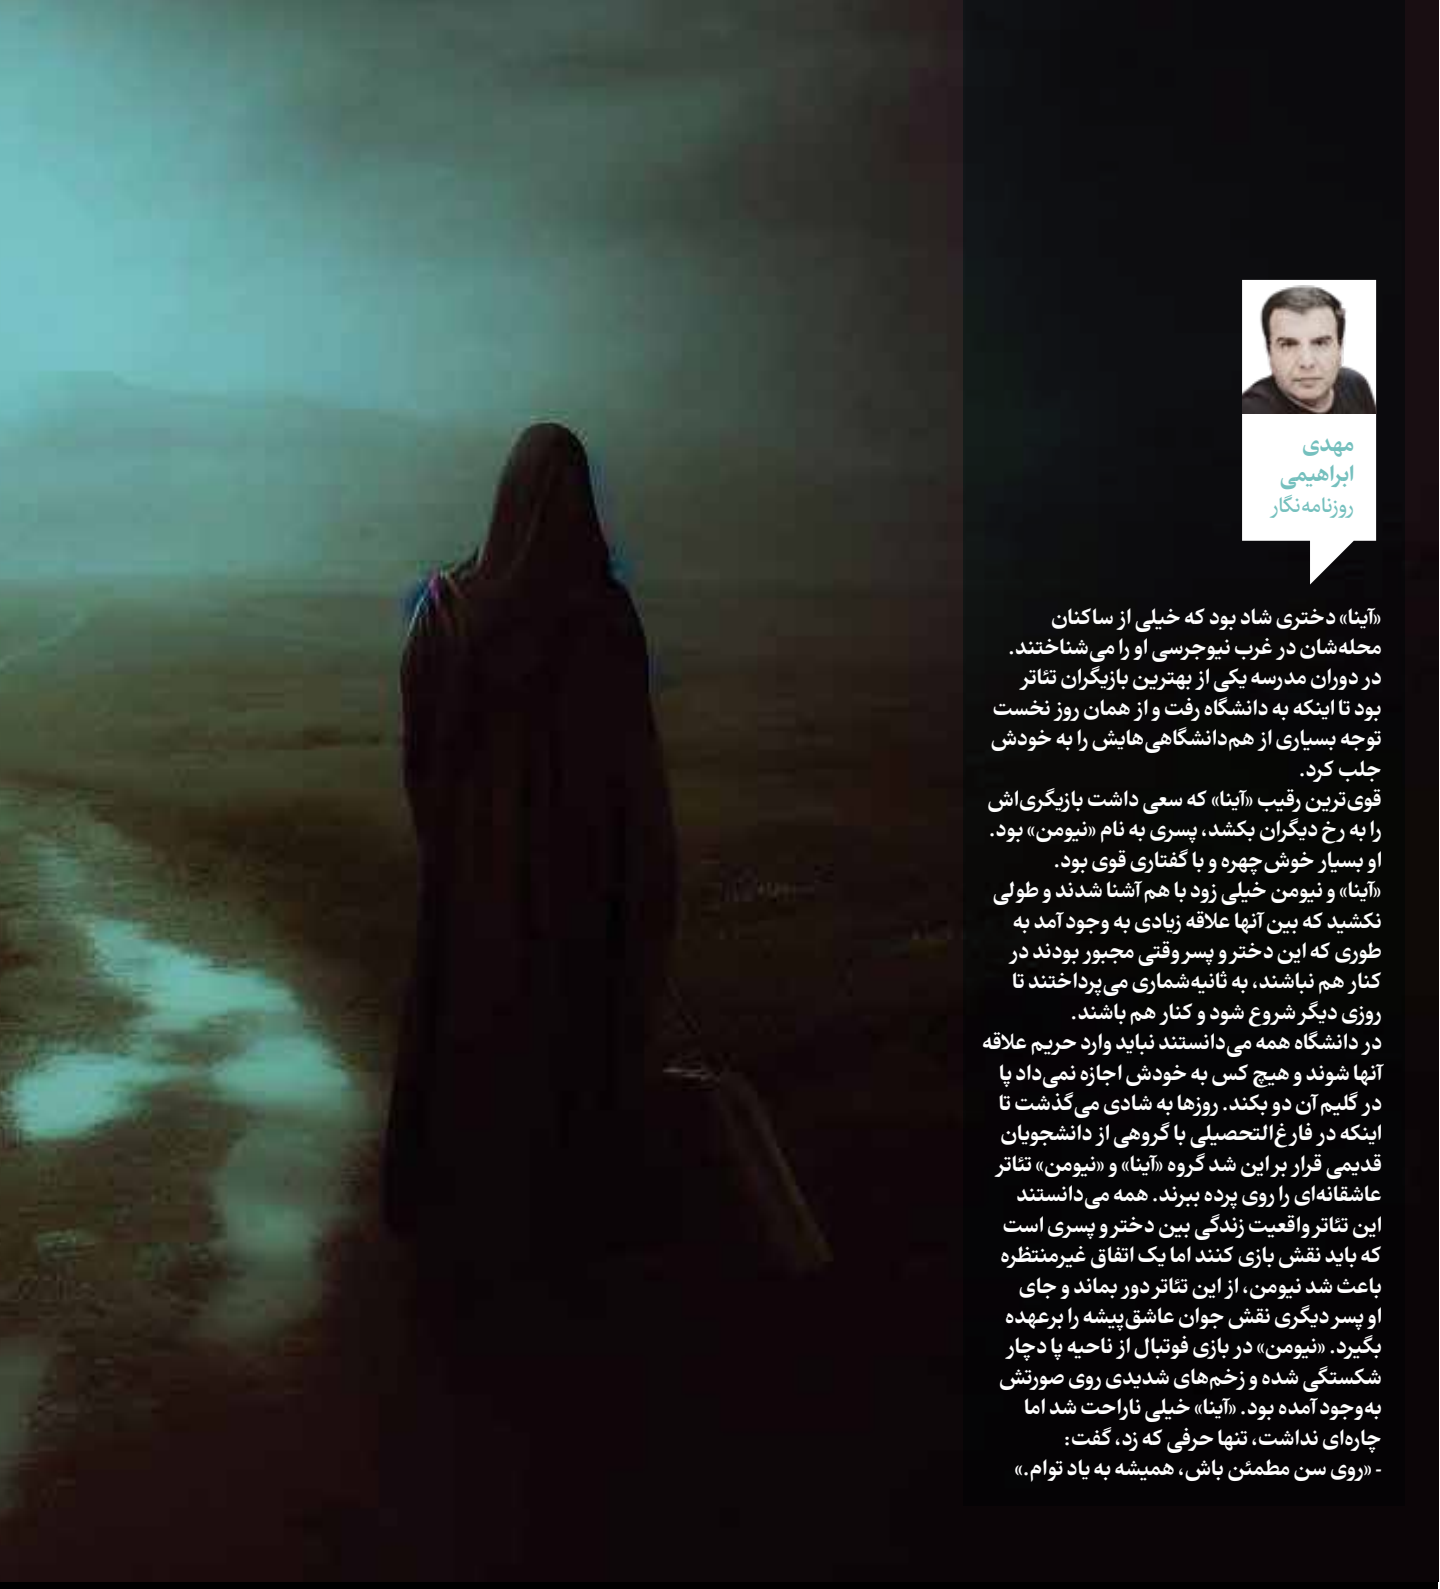 مهدی
ابراهیمی
روزنامه‌نگار
«آینا» دختری شاد بود که خیلی از ساکنان
محله‌شان در غرب نیوجرسی او را می‌شناختند.
در دوران مدرسه یکی از بهترین بازیگران تئاتر
بود تا اینکه به دانشگاه رفت و از همان روز نخست
توجه بسیاری از هم‌دانشگاهی‌هایش را به خودش
جلب کرد.
قوی‌ترین رقیب «آینا» که سعی داشت بازیگری‌اش
را به رخ دیگران بکشد، پسری به نام «نیومن» بود.
او بسیار خوش‌چهره و با گفتاری قوی بود.
«آینا» و نیومن خیلی زود با هم آشنا شدند و طولی
نکشید که بین آنها علاقه زیادی به وجود آمد به
طوری که این دختر و پسر وقتی مجبور بودند در
کنار هم نباشند، به ثانیه‌شماری می‌پرداختند تا
روزی دیگر شروع شود و کنار هم باشند.
در دانشگاه همه می‌دانستند نباید وارد حریم علاقه
آنها شوند و هیچ کس به خودش اجازه نمی‌داد پا
در گلیم آن دو بکند. روزها به شادی می‌گذشت تا
اینکه در فارغ‌التحصیلی با گروهی از دانشجویان
قدیمی قرار بر این شد گروه «آینا» و «نیومن» تئاتر
عاشقانه‌ای را روی پرده ببرند. همه می‌دانستند
این تئاتر واقعیت زندگی بین دختر و پسری است
که باید نقش بازی کنند اما یک اتفاق غیرمنتظره
باعث شد نیومن، از این تئاتر دور بماند و جای
او پسر دیگری نقش جوان عاشق‌پیشه را برعهده
بگیرد. «نیومن» در بازی فوتبال از ناحیه پا دچار
شکستگی شده و زخم‌های شدیدی روی صورتش
به‌وجود آمده بود. «آینا» خیلی ناراحت شد اما
چاره‌ای نداشت، تنها حرفی که زد، گفت:
- «روی سن مطمئن باش، همیشه به یاد توام.»